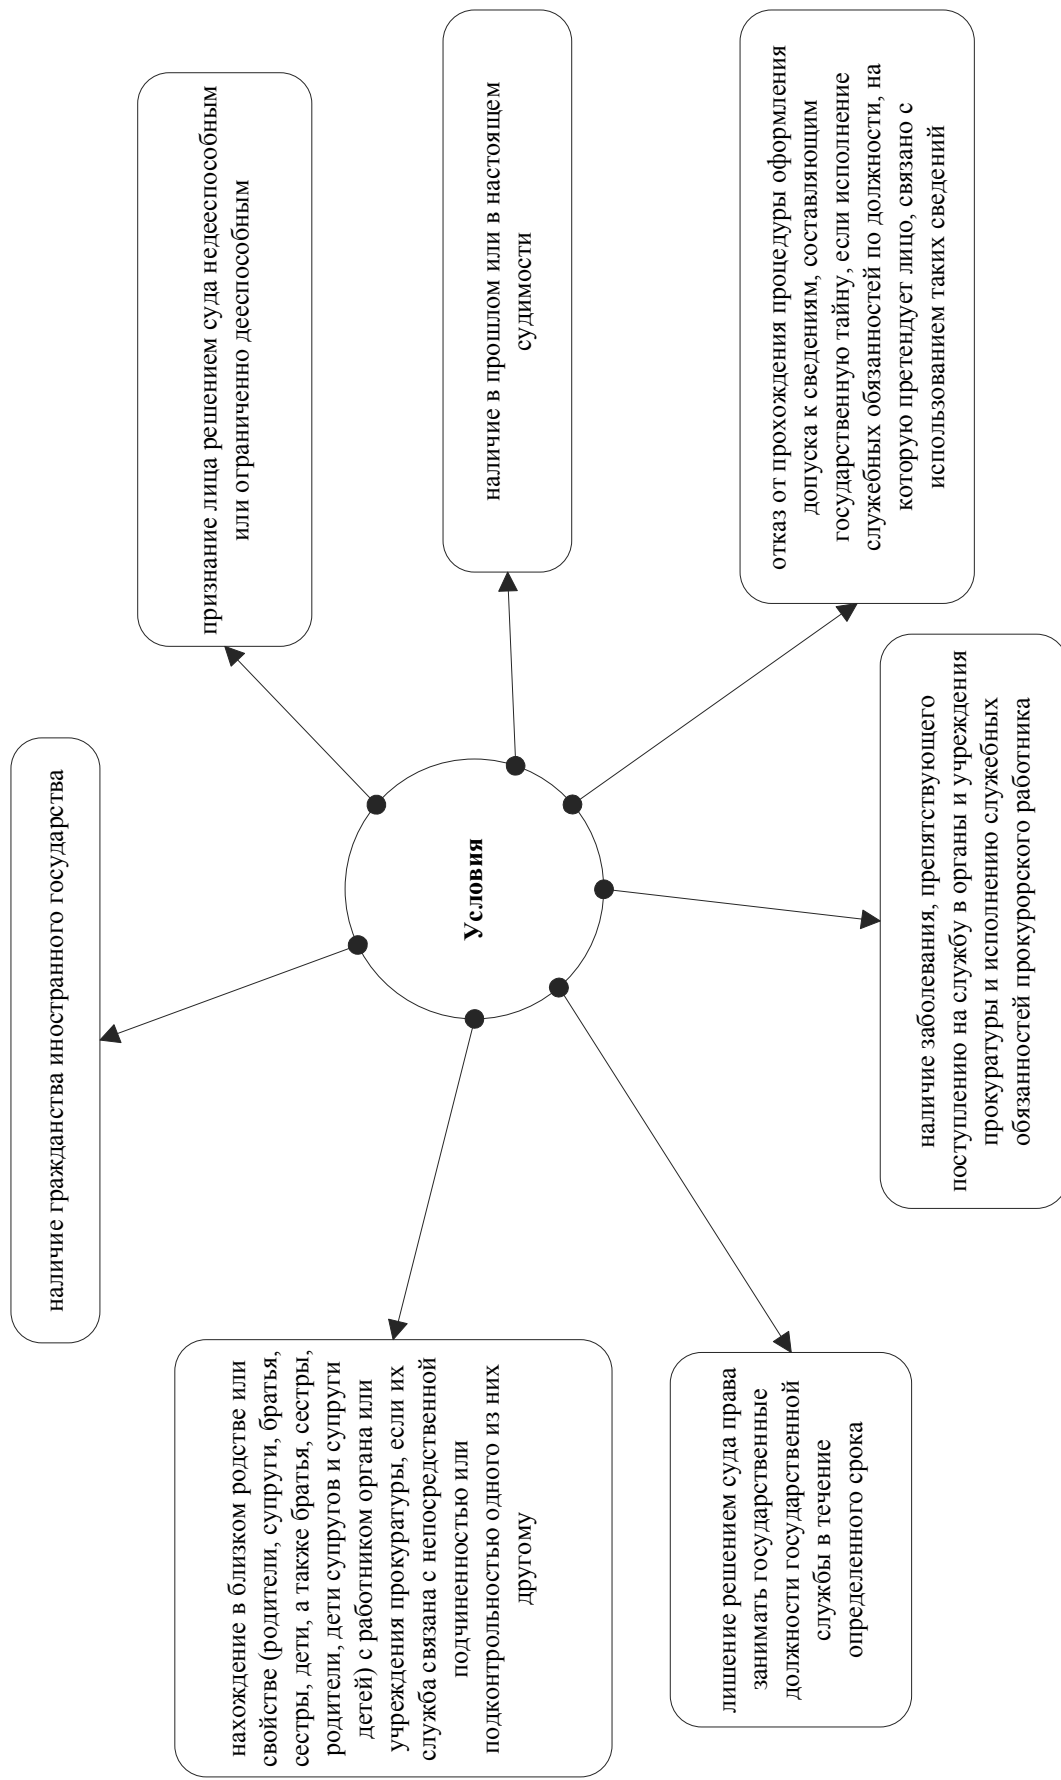 наличие гражданства иностранного государства
признание лица решением суда недееспособным
или ограниченно дееспособным
наличие в прошлом или в настоящем
судимости
отказ от прохождения процедуры оформления
допуска к сведениям, составляющим
государственную тайну, если исполнение
служебных обязанностей по должности, на
которую претендует лицо, связано с
использованием таких сведений
Условия
наличие заболевания, препятствующего
поступлению на службу в органы и учреждения
прокуратуры и исполнению служебных
обязанностей прокурорского работника
лишение решением суда права
занимать государственные
должности государственной
службы в течение
определенного срока
нахождение в близком родстве или
свойстве (родители, супруги, братья,
сестры, дети, а также братья, сестры,
родители, дети супругов и супруги
детей) с работником органа или
учреждения прокуратуры, если их
служба связана с непосредственной
подчиненностью или
подконтрольностью одного из них
другому